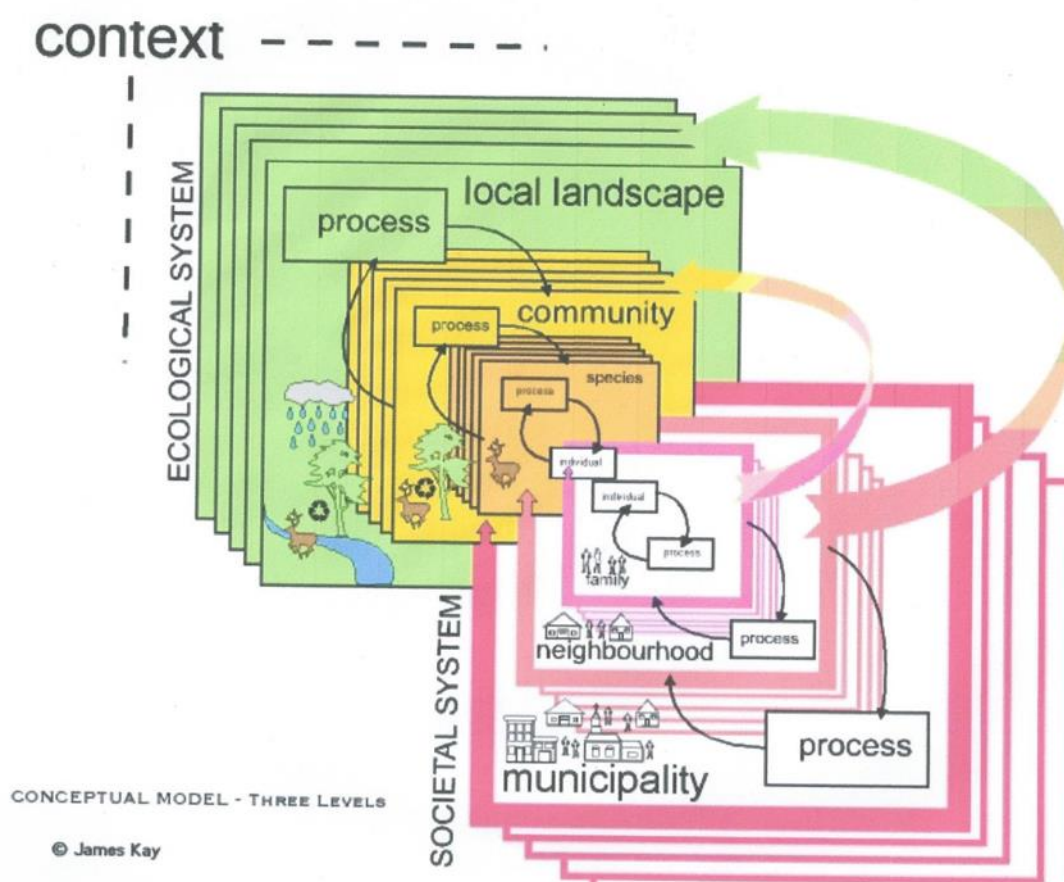 context
ECOLOGICAL SYSTEM
local landscape
process
community
process
species
process
individual
individual
process
family
process
neighbourhood
process
municipality
SOCIETAL SYSTEM
CONCEPTUAL MODEL - THREE LEVELS
© James Kay